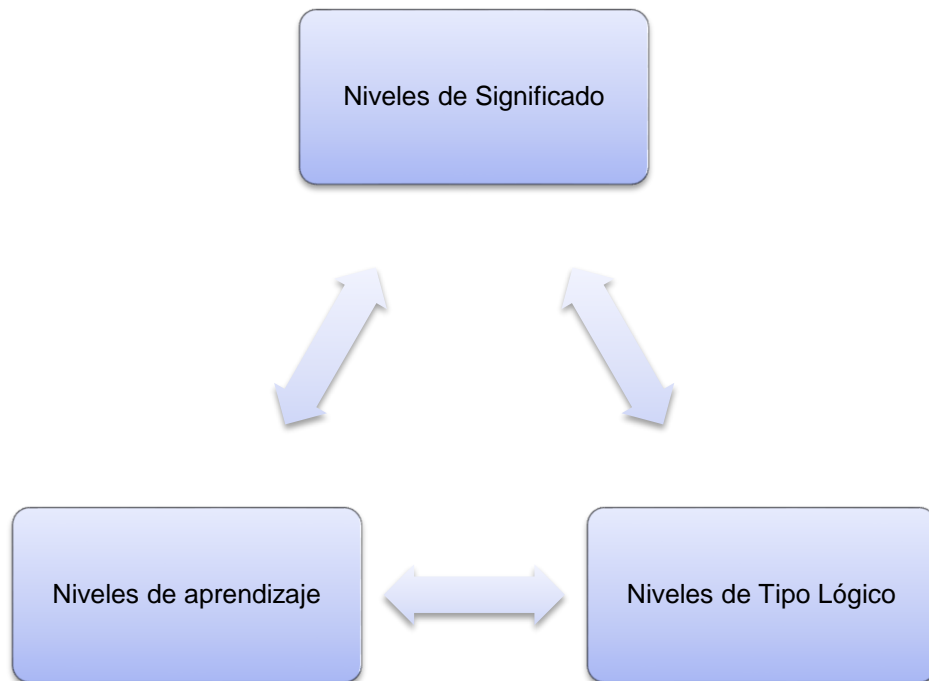 Niveles de Significado
Niveles de aprendizaje
Niveles de Tipo Lógico